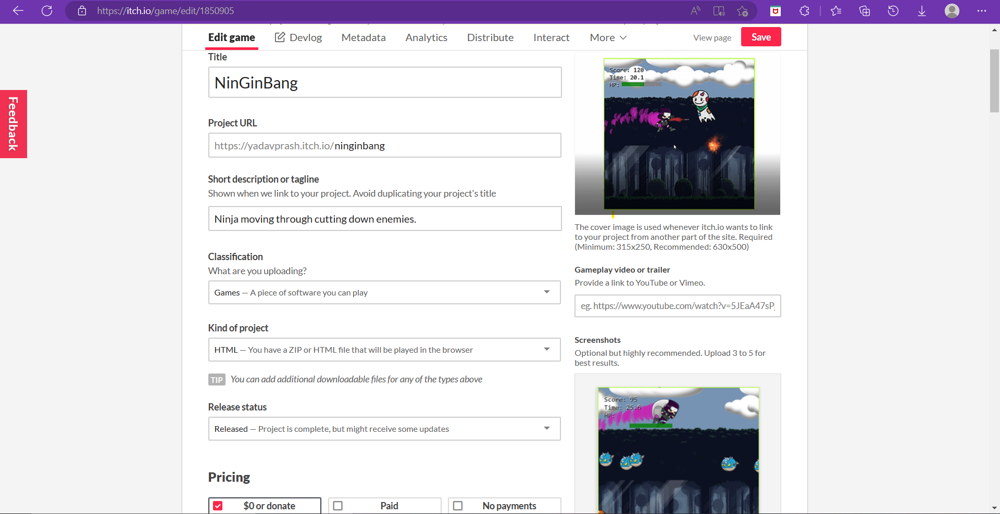 https://itch.io/game/edit/1850905
Edit game
Devlog
Metadata
Analytics
Distribute
Interact
More
View page
Save
Feedback
Title
NinGinBang
Project URL
https://yadavprash.itch.io/ninginbang
Short description or tagline
Shown when we link to your project. Avoid duplicating your project's title
Ninja moving through cutting down enemies.
Classification
What are you uploading?
Games — A piece of software you can play
Kind of project
HTML — You have a ZIP or HTML file that will be played in the browser
TIP You can add additional downloadable files for any of the types above
Release status
Released — Project is complete, but might receive some updates
Pricing
$0 or donate
Paid
No payments
Score: 120
Time: 20.1
HP:
The cover image is used whenever itch.io wants to link
to your project from another part of the site. Required
(Minimum: 315x250, Recommended: 630x500)
Gameplay video or trailer
Provide a link to YouTube or Vimeo.
eg. https://www.youtube.com/watch?v=5JEaA47sP
Screenshots
Optional but highly recommended. Upload 3 to 5 for
best results.
Score: 95
Time: 25.6
HP: